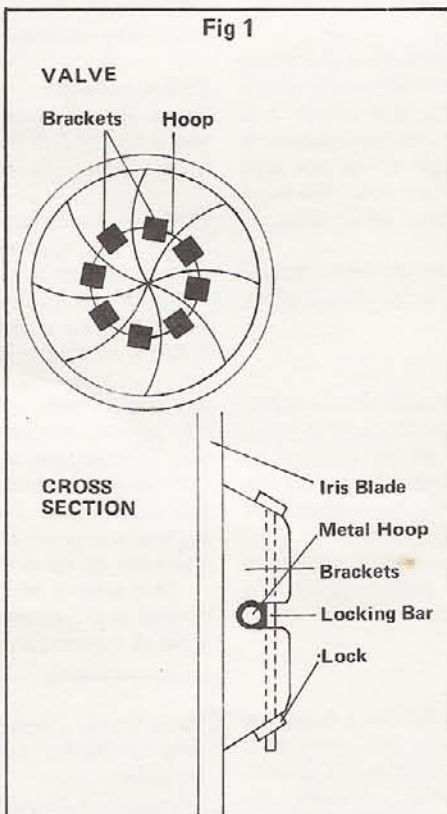 Fig 1
VALVE
Brackets Hoop
CROSS
SECTION
Iris Blade
Metal Hoop
Brackets
Locking Bar
Lock